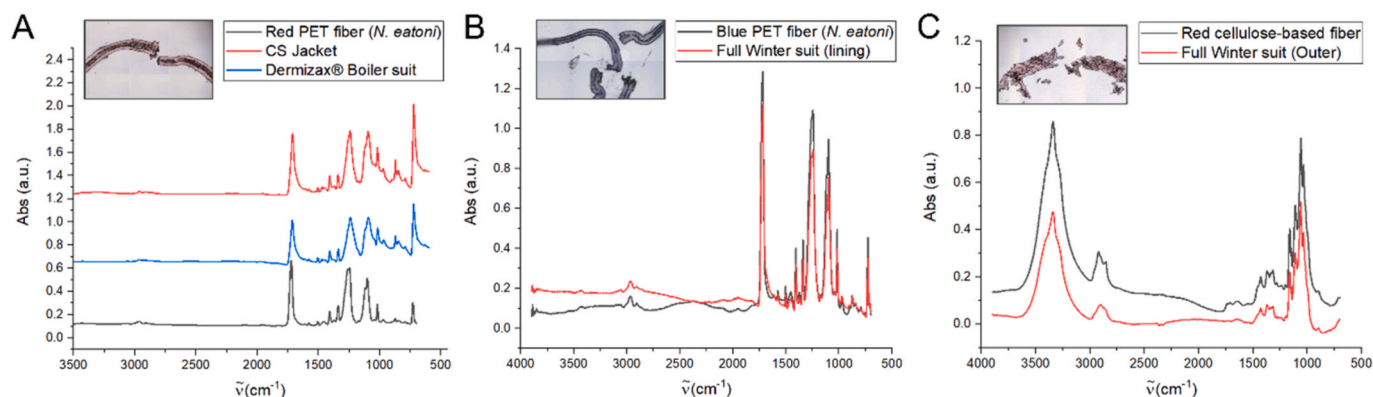 A
Red PET fiber (N. eatoni)
CS Jacket
Dermizax® Boiler suit
2.6
2.4
2.2
2.0
1.8
1.6
1.4
1.2
1.0
0.8
0.6
0.4
0.2
0.0
Abs (a.u.)
3500 3000 2500 2000 1500 1000 500
ṽ(cm⁻¹)
B
Blue PET fiber (N. eatoni)
Full Winter suit (lining)
1.4
1.2
1.0
0.8
0.6
0.4
0.2
0.0
Abs (a.u.)
4000 3500 3000 2500 2000 1500 1000 500
ṽ(cm⁻¹)
C
Red cellulose-based fiber
Full Winter suit (Outer)
1.2
1.0
0.8
0.6
0.4
0.2
0.0
Abs (a.u.)
4000 3500 3000 2500 2000 1500 1000 500
ṽ(cm⁻¹)